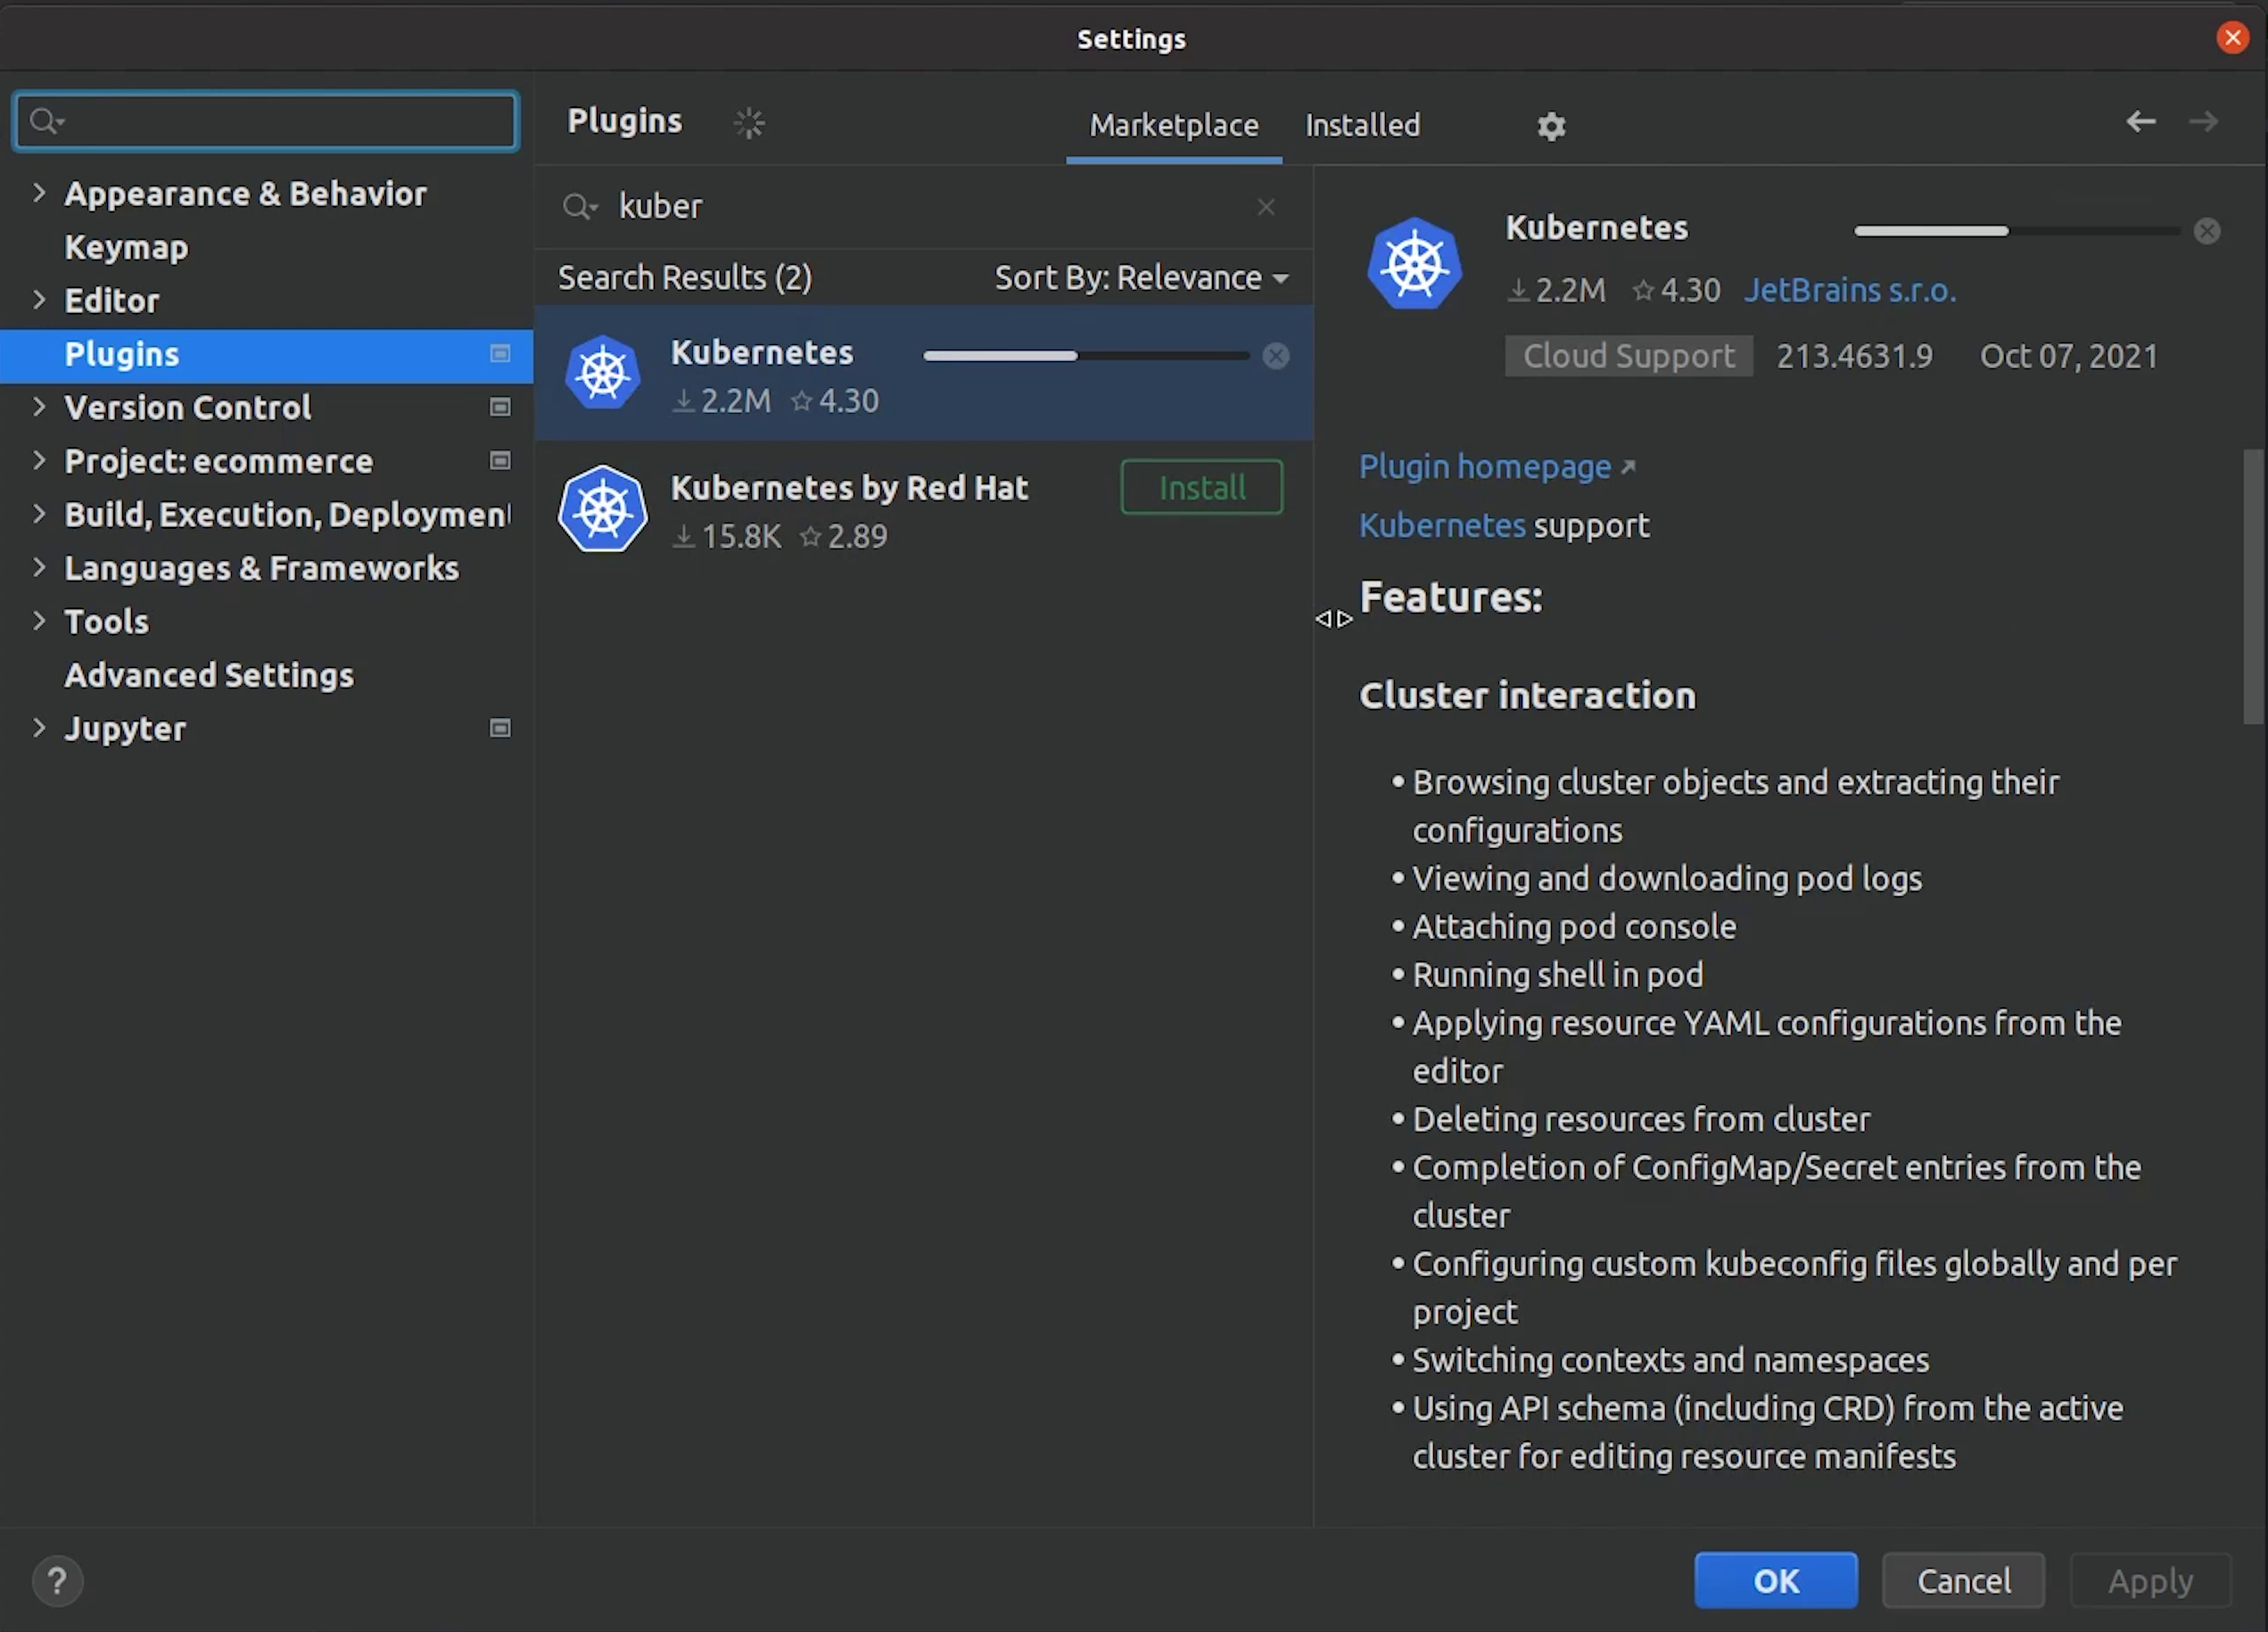 Settings
Appearance & Behavior
Keymap
Editor
Plugins
Version Control
Project: ecommerce
Build, Execution, Deployment
Languages & Frameworks
Tools
Advanced Settings
Jupyter
Plugins
Marketplace
Installed
kuber
Search Results (2)
Sort By: Relevance
Kubernetes
2.2M 4.30
Kubernetes by Red Hat
Install
15.8K 2.89
Kubernetes
2.2M 4.30 JetBrains s.r.o.
Cloud Support 213.4631.9 Oct 07, 2021
Plugin homepage ↗
Kubernetes support
Features:
Cluster interaction
• Browsing cluster objects and extracting their
configurations
• Viewing and downloading pod logs
• Attaching pod console
• Running shell in pod
• Applying resource YAML configurations from the
editor
• Deleting resources from cluster
• Completion of ConfigMap/Secret entries from the
cluster
• Configuring custom kubeconfig files globally and per
project
• Switching contexts and namespaces
• Using API schema (including CRD) from the active
cluster for editing resource manifests
?
OK
Cancel
Apply